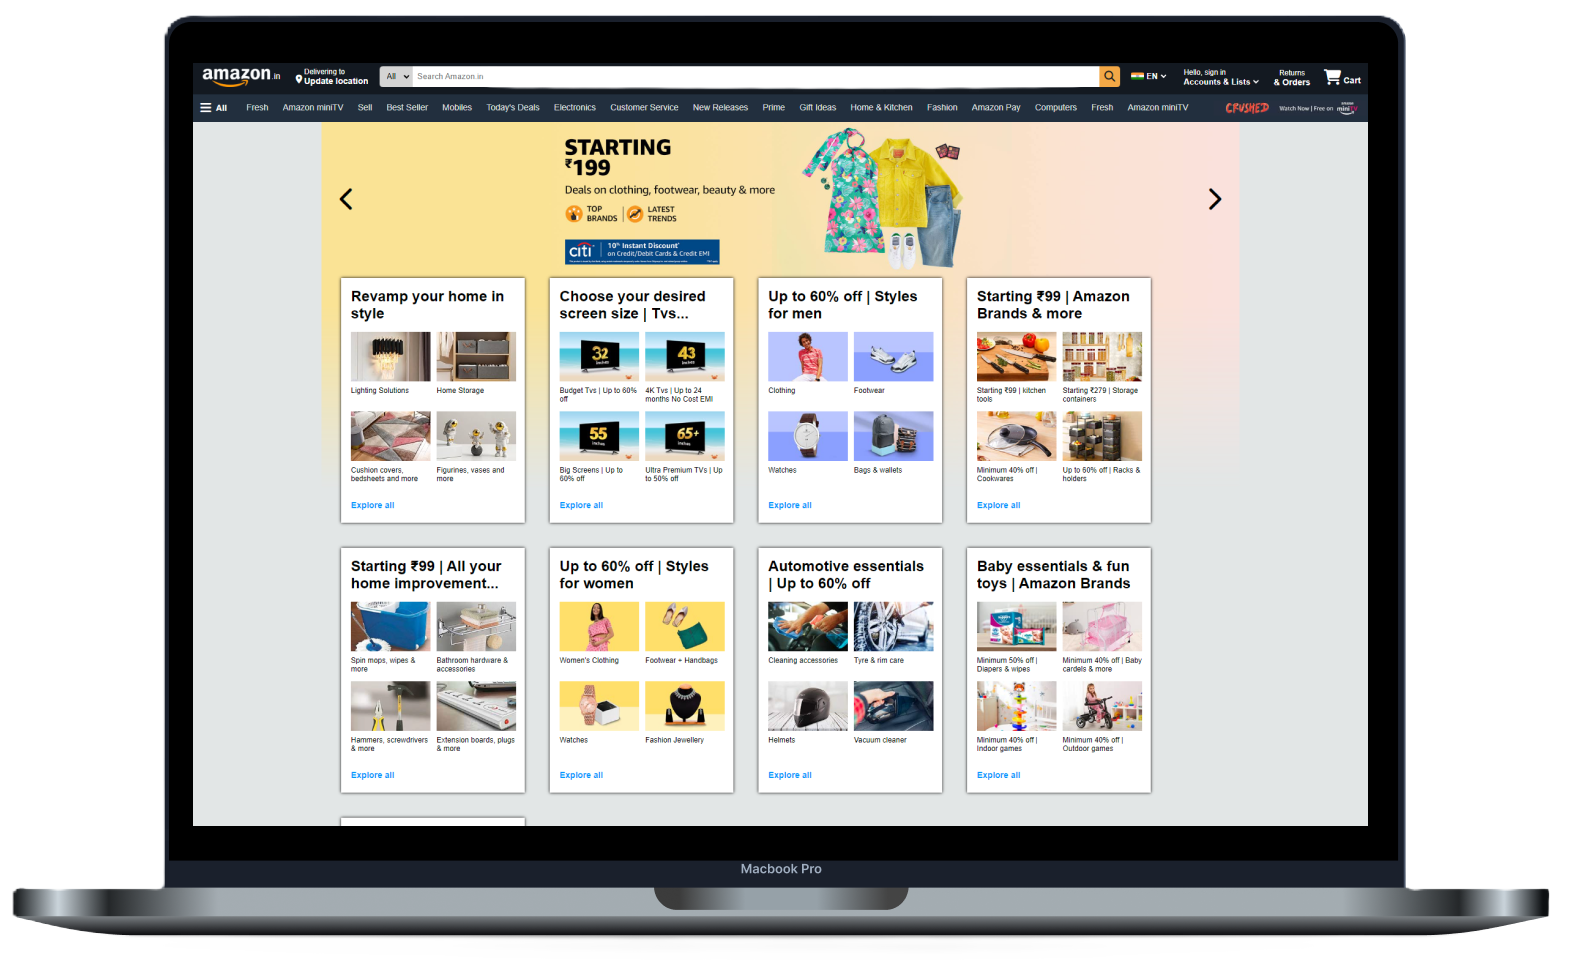 amazon.in
Delivering to
Update location
All
Search Amazon.in
EN
Hello, sign in
Accounts & Lists
Returns
& Orders
Cart
All Fresh Amazon miniTV Sell Best Seller Mobiles Today's Deals Electronics Customer Service New Releases Prime Gift Ideas Home & Kitchen Fashion Amazon Pay Computers Fresh Amazon miniTV
CRUSHED Watch Now | Free on amazon miniTV
STARTING
₹199
Deals on clothing, footwear, beauty & more
TOP
BRANDS
LATEST
TRENDS
citi
10% Instant Discount*
on Credit/Debit Cards & Credit EMI
Revamp your home in
style
Lighting Solutions
Home Storage
Cushion covers,
bedsheets and more
Figurines, vases and
more
Explore all
Choose your desired
screen size | Tvs...
32
inches
43
inches
Budget Tvs | Up to 60%
off
4K Tvs | Up to 24
months No Cost EMI
55
inches
65+
inches
Big Screens | Up to
60% off
Ultra Premium TVs | Up
to 50% off
Explore all
Up to 60% off | Styles
for men
Clothing
Footwear
Watches
Bags & wallets
Explore all
Starting ₹99 | Amazon
Brands & more
Starting ₹99 | kitchen
tools
Starting ₹279 | Storage
containers
Minimum 40% off |
Cookwares
Up to 60% off | Racks &
holders
Explore all
Starting ₹99 | All your
home improvement...
Spin mops, wipes &
more
Bathroom hardware &
accessories
Hammers, screwdrivers
& more
Extension boards, plugs
& more
Explore all
Up to 60% off | Styles
for women
Women's Clothing
Footwear + Handbags
Watches
Fashion Jewellery
Explore all
Automotive essentials
| Up to 60% off
Cleaning accessories
Tyre & rim care
Helmets
Vacuum cleaner
Explore all
Baby essentials & fun
toys | Amazon Brands
Minimum 50% off |
Diapers & wipes
Minimum 40% off | Baby
cardels & more
Minimum 40% off |
Indoor games
Minimum 40% off |
Outdoor games
Explore all
Macbook Pro